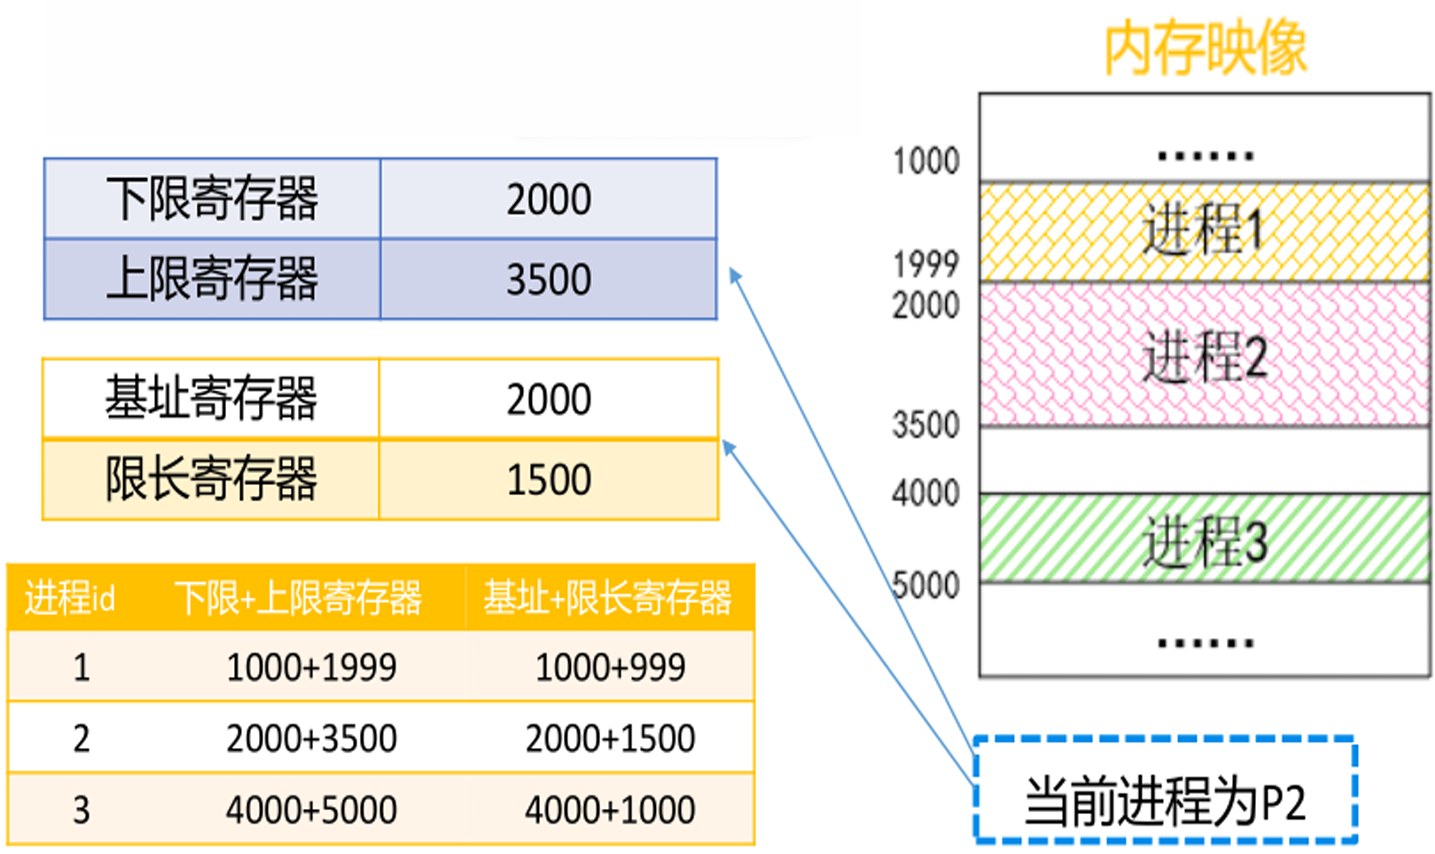 内存映像
下限寄存器 2000
上限寄存器 3500
基址寄存器 2000
限长寄存器 1500
进程id 下限+上限寄存器 基址+限长寄存器
1 1000+1999 1000+999
2 2000+3500 2000+1500
3 4000+5000 4000+1000
......
1000
进程1
1999
2000
进程2
3500
4000
进程3
5000
......
当前进程为P2